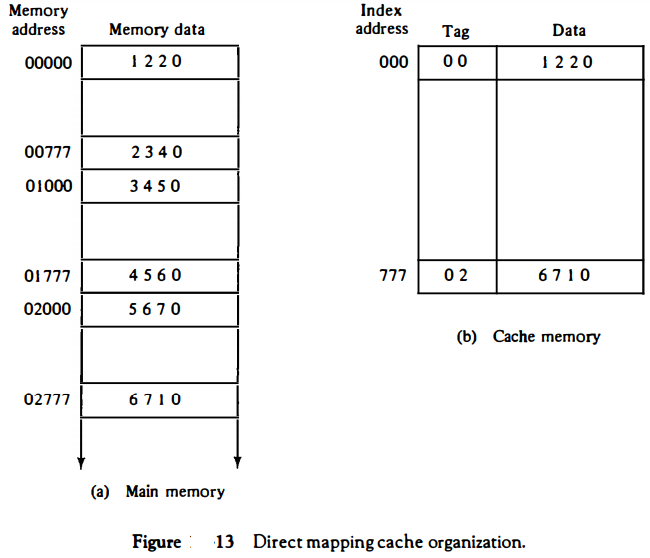 Memory address Memory data
00000 1 2 2 0
00777 2 3 4 0
01000 3 4 5 0
01777 4 5 6 0
02000 5 6 7 0
02777 6 7 1 0
(a) Main memory
Index address Tag Data
000 0 0 1 2 2 0
777 0 2 6 7 1 0
(b) Cache memory
Figure 13 Direct mapping cache organization.